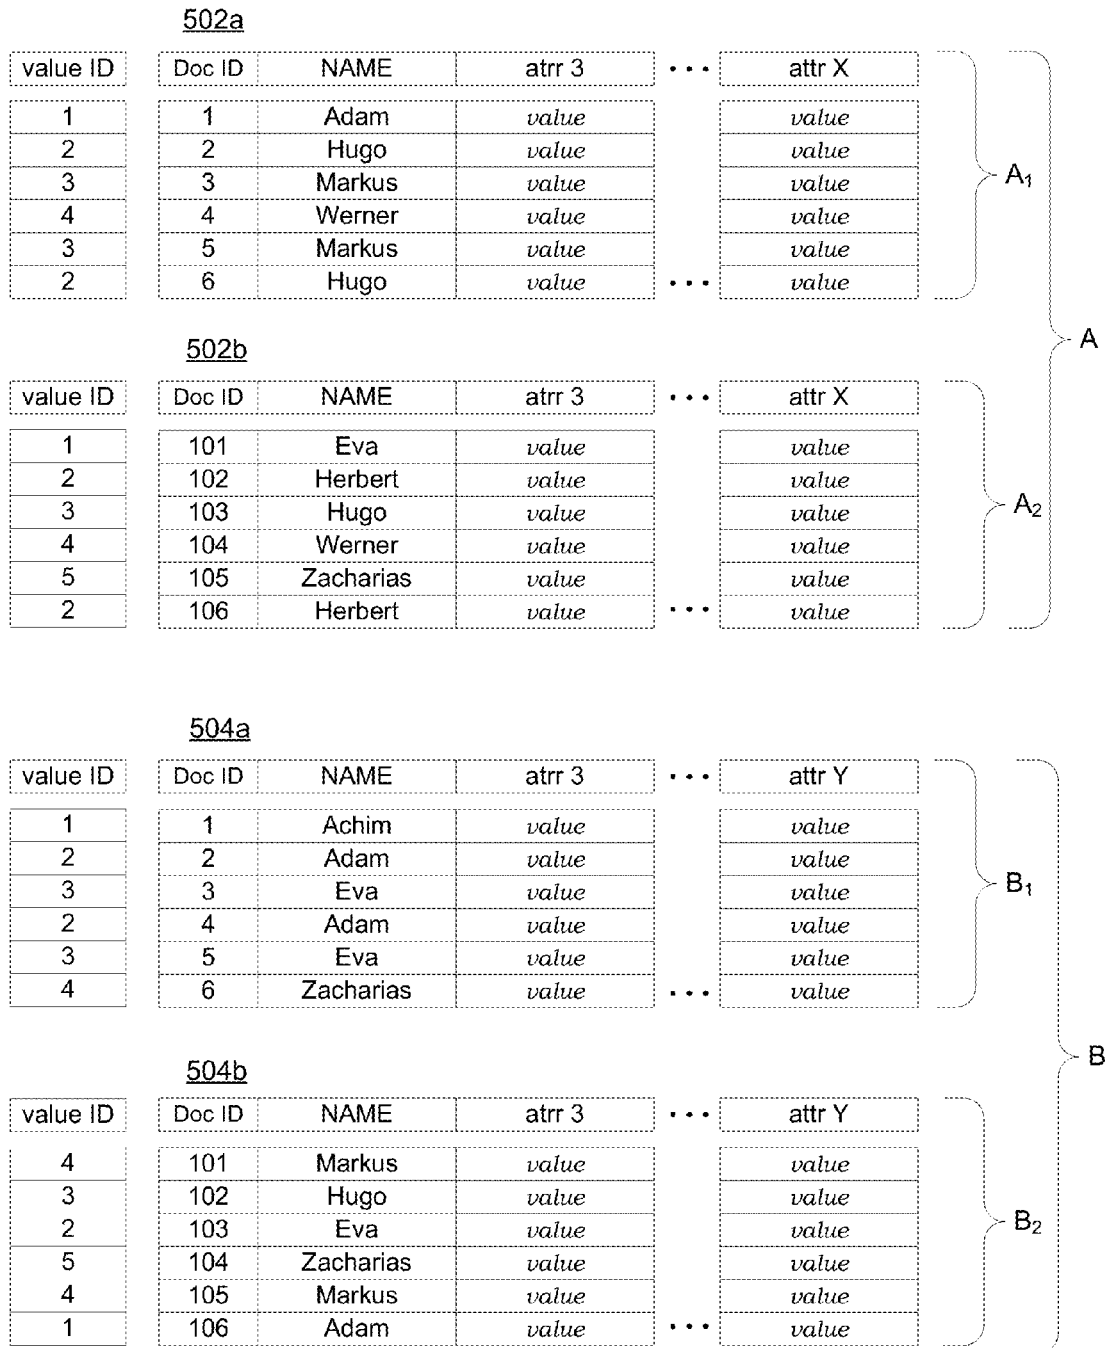 502a
value ID Doc ID NAME atrr 3 • • • attr X
1 1 Adam value value
2 2 Hugo value value
3 3 Markus value value
A1
4 4 Werner value value
3 5 Markus value value
2 6 Hugo value • • • value
A
502b
value ID Doc ID NAME atrr 3 • • • attr X
1 101 Eva value value
2 102 Herbert value value
3 103 Hugo value value
A2
4 104 Werner value value
5 105 Zacharias value value
2 106 Herbert value • • • value
504a
value ID Doc ID NAME atrr 3 • • • attr Y
1 1 Achim value value
2 2 Adam value value
3 3 Eva value value
B1
2 4 Adam value value
3 5 Eva value value
4 6 Zacharias value • • • value
B
504b
value ID Doc ID NAME atrr 3 • • • attr Y
4 101 Markus value value
3 102 Hugo value value
2 103 Eva value value
B2
5 104 Zacharias value value
4 105 Markus value value
1 106 Adam value • • • value